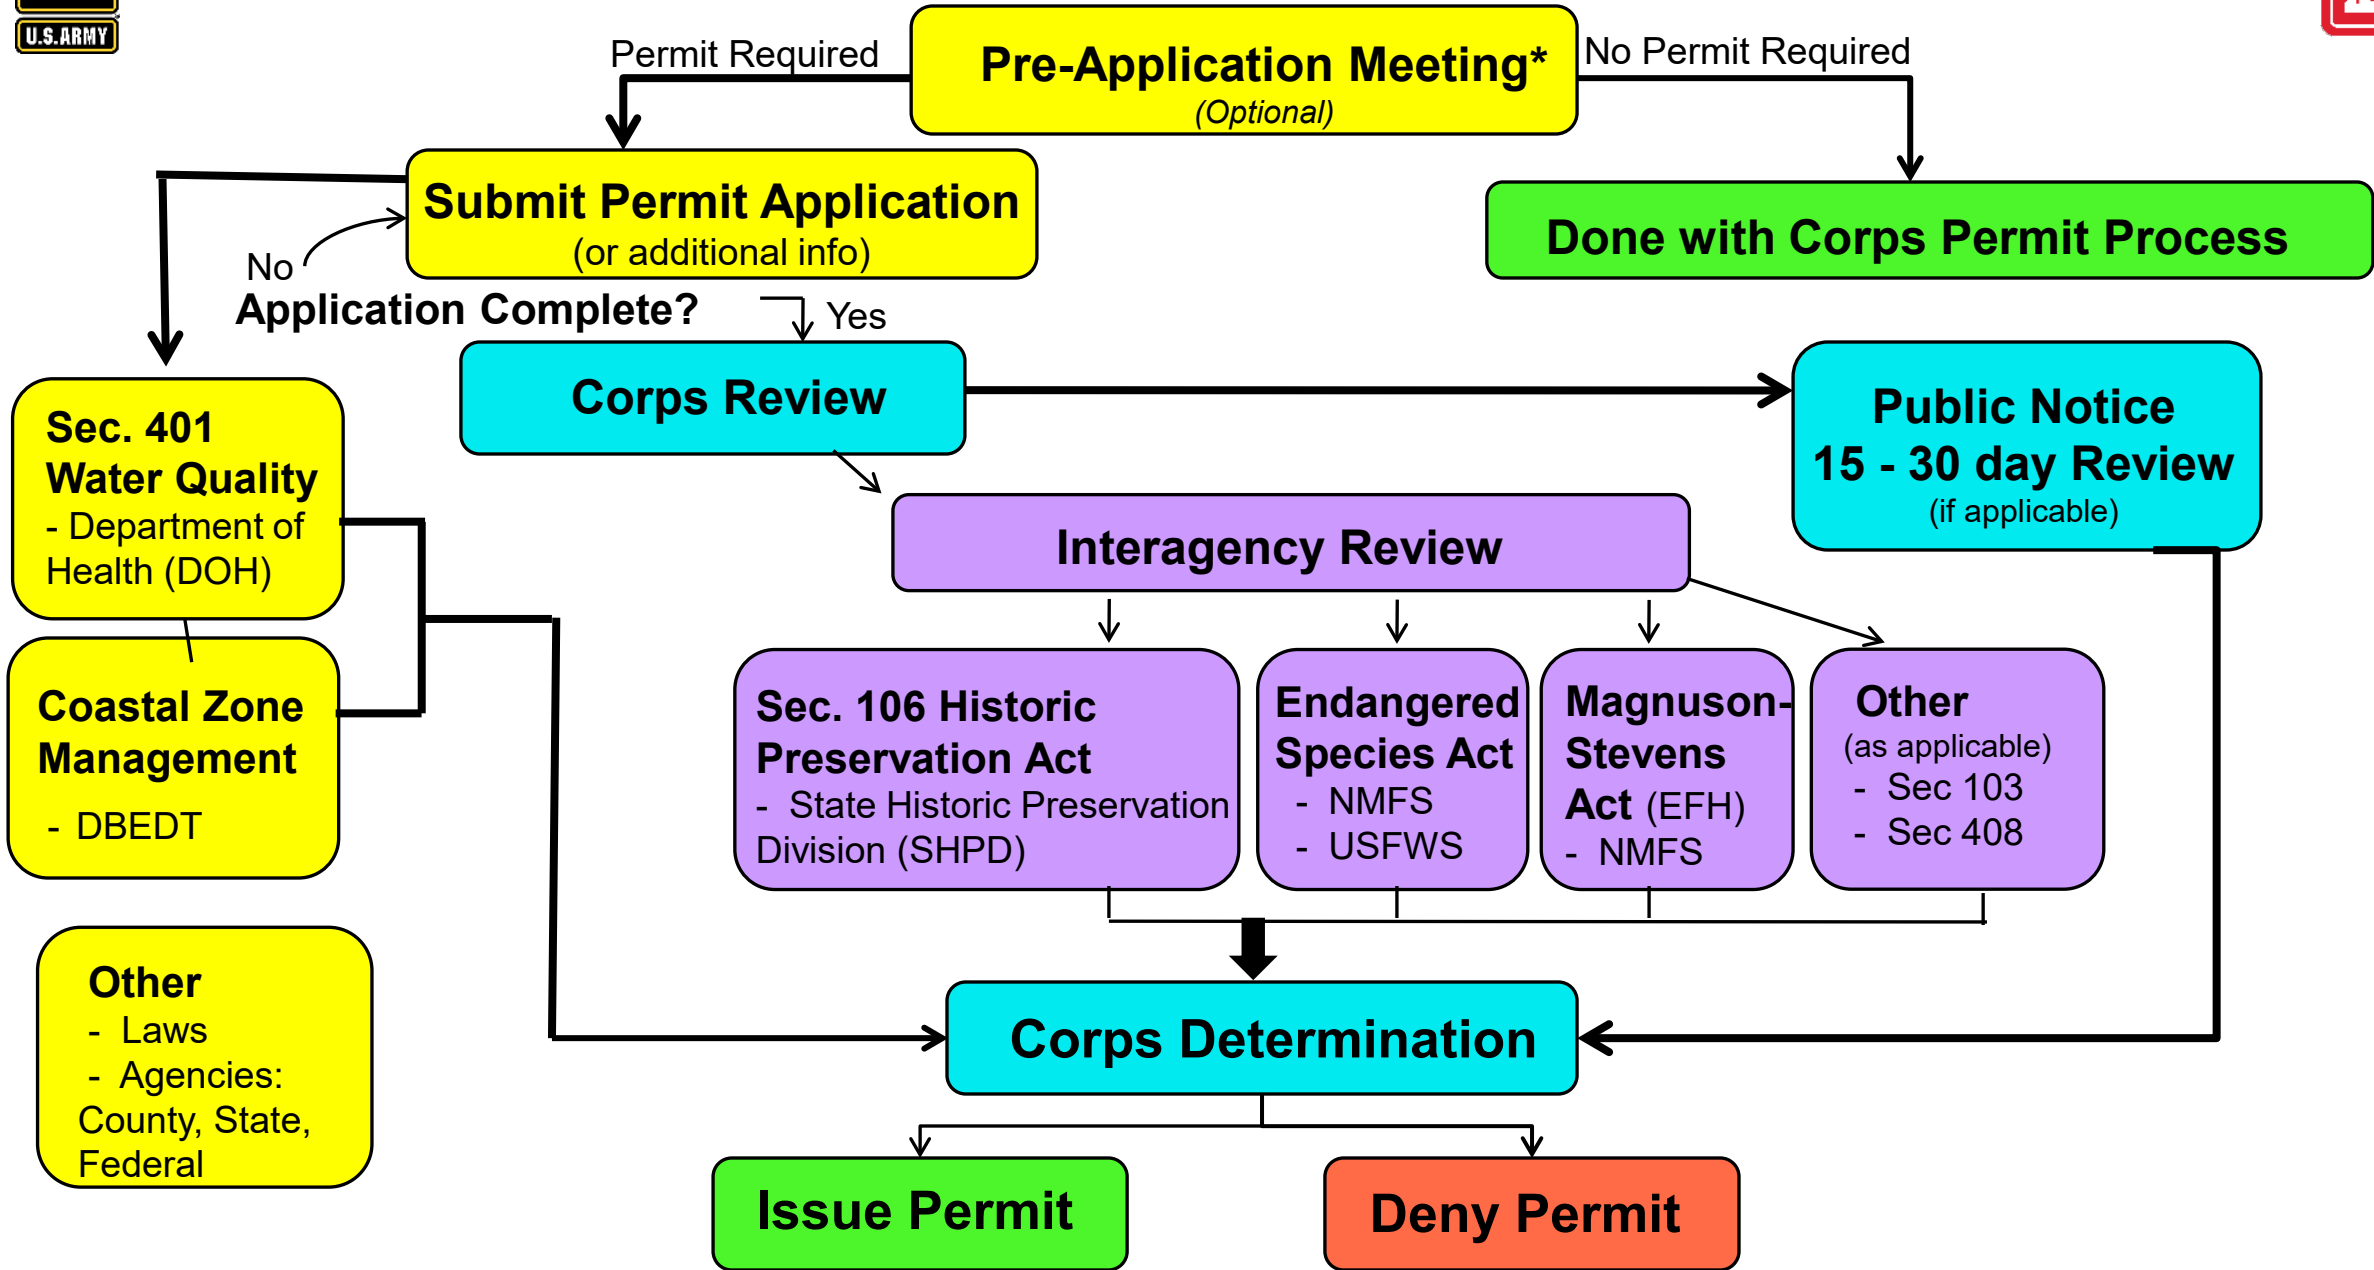 U.S.ARMY
Permit Required
Pre-Application Meeting*
(Optional)
No Permit Required
Submit Permit Application
(or additional info)
Done with Corps Permit Process
No
Application Complete?
Yes
Corps Review
Public Notice
15 - 30 day Review
(if applicable)
Sec. 401
Water Quality
- Department of
Health (DOH)
Interagency Review
Coastal Zone
Management
- DBEDT
Sec. 106 Historic
Preservation Act
- State Historic Preservation
Division (SHPD)
Endangered
Species Act
- NMFS
- USFWS
Magnuson-
Stevens
Act (EFH)
- NMFS
Other
(as applicable)
- Sec 103
- Sec 408
Other
- Laws
- Agencies:
County, State,
Federal
Corps Determination
Issue Permit
Deny Permit